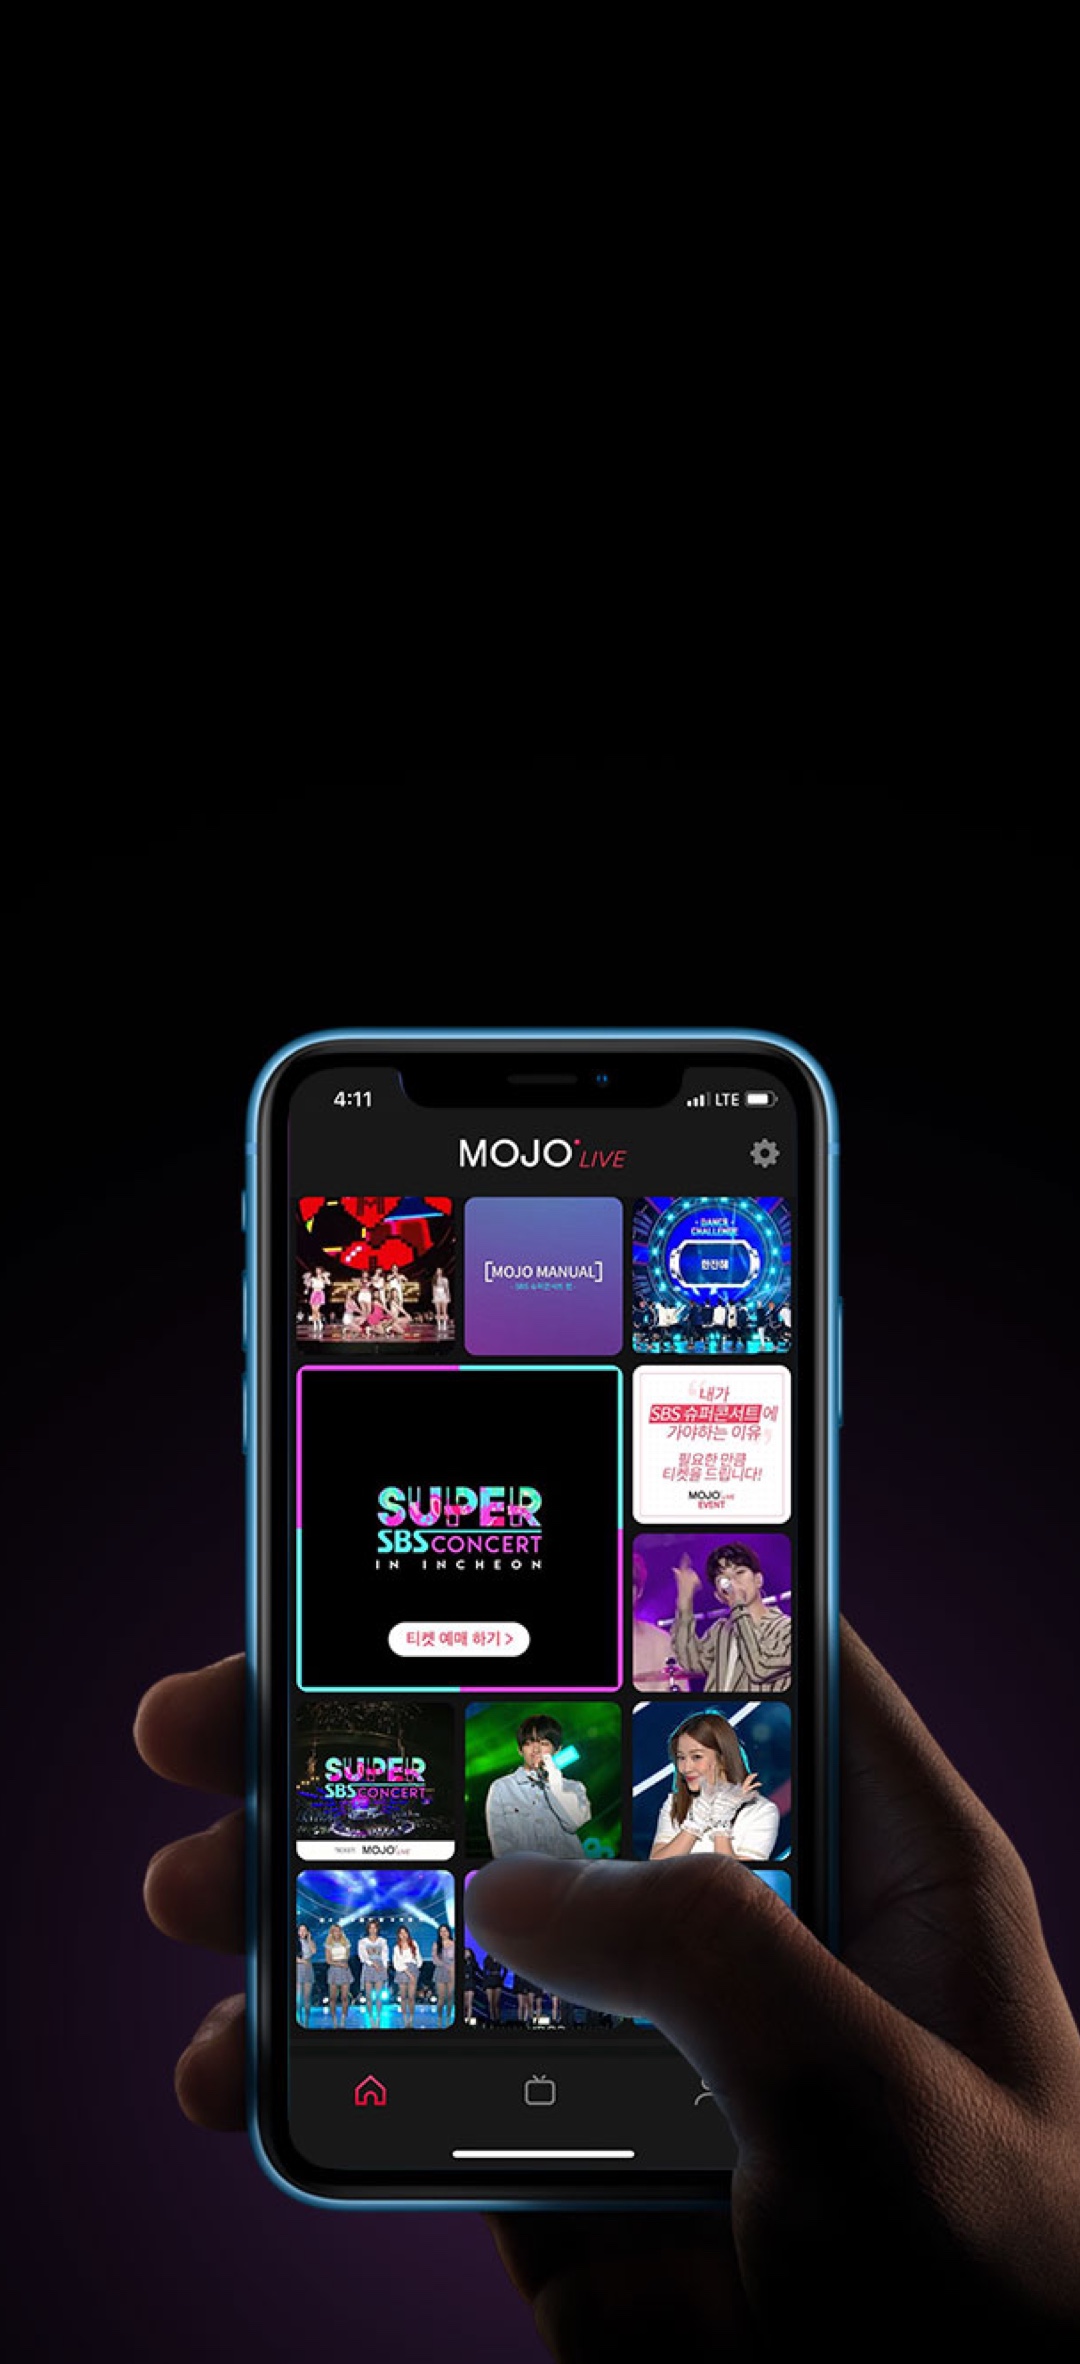 4:11
LTE
MOJO LIVE
[MOJO MANUAL]
- DANCE -
CHALLENGE
내가
SBS 슈퍼콘서트에
가야하는 이유
필요한 만큼
티켓을 드립니다!
MOJO LIVE
EVENT
SUPER
SBS CONCERT
IN INCHEON
티켓 예매 하기 >
SUPER
SBS CONCERT
MOJO LIVE